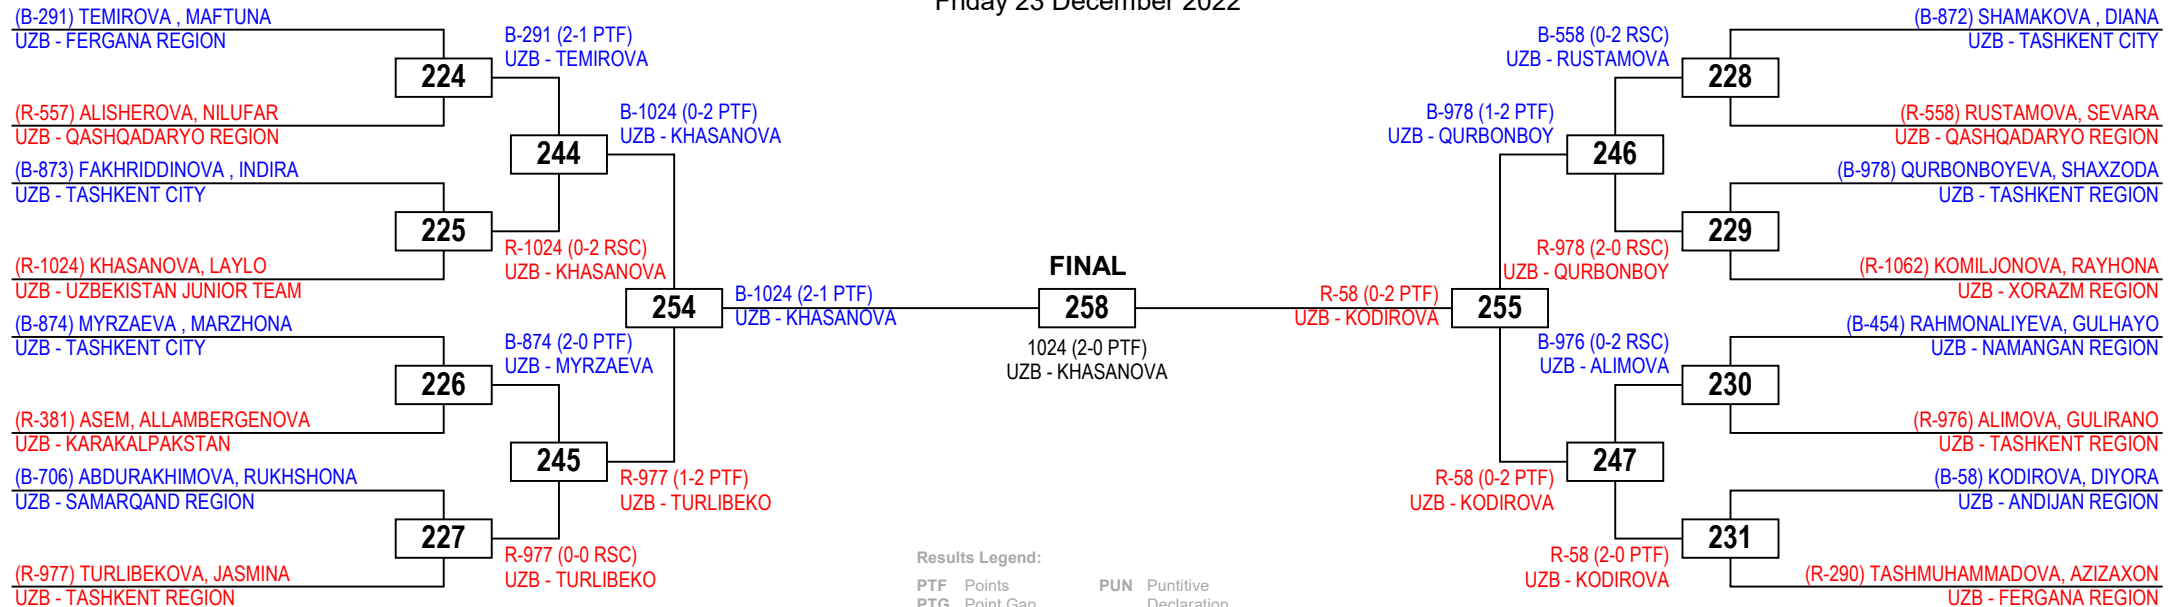 Friday 23 December 2022
(B-291) TEMIROVA , MAFTUNA
UZB - FERGANA REGION
224
(R-557) ALISHEROVA, NILUFAR
UZB - QASHQADARYO REGION
(B-873) FAKHRIDDINOVA , INDIRA
UZB - TASHKENT CITY
225
(R-1024) KHASANOVA, LAYLO
UZB - UZBEKISTAN JUNIOR TEAM
(B-874) MYRZAEVA , MARZHONA
UZB - TASHKENT CITY
226
(R-381) ASEM, ALLAMBERGENOVA
UZB - KARAKALPAKSTAN
(B-706) ABDURAKHIMOVA, RUKHSHONA
UZB - SAMARQAND REGION
227
(R-977) TURLIBEKOVA, JASMINA
UZB - TASHKENT REGION
B-291 (2-1 PTF)
UZB - TEMIROVA
244
R-1024 (0-2 RSC)
UZB - KHASANOVA
B-874 (2-0 PTF)
UZB - MYRZAEVA
245
R-977 (0-0 RSC)
UZB - TURLIBEKO
B-1024 (0-2 PTF)
UZB - KHASANOVA
254
R-977 (1-2 PTF)
UZB - TURLIBEKO
B-1024 (2-1 PTF)
UZB - KHASANOVA
FINAL
258
1024 (2-0 PTF)
UZB - KHASANOVA
R-58 (0-2 PTF)
UZB - KODIROVA
B-978 (1-2 PTF)
UZB - QURBONBOY
255
R-58 (0-2 PTF)
UZB - KODIROVA
B-558 (0-2 RSC)
UZB - RUSTAMOVA
246
R-978 (2-0 RSC)
UZB - QURBONBOY
B-976 (0-2 RSC)
UZB - ALIMOVA
247
R-58 (2-0 PTF)
UZB - KODIROVA
(B-872) SHAMAKOVA , DIANA
UZB - TASHKENT CITY
228
(R-558) RUSTAMOVA, SEVARA
UZB - QASHQADARYO REGION
(B-978) QURBONBOYEVA, SHAXZODA
UZB - TASHKENT REGION
229
(R-1062) KOMILJONOVA, RAYHONA
UZB - XORAZM REGION
(B-454) RAHMONALIYEVA, GULHAYO
UZB - NAMANGAN REGION
230
(R-976) ALIMOVA, GULIRANO
UZB - TASHKENT REGION
(B-58) KODIROVA, DIYORA
UZB - ANDIJAN REGION
231
(R-290) TASHMUHAMMADOVA, AZIZAXON
UZB - FERGANA REGION
Results Legend:
PTF Points PUN Puntitive
PTG Point Gap Declaration